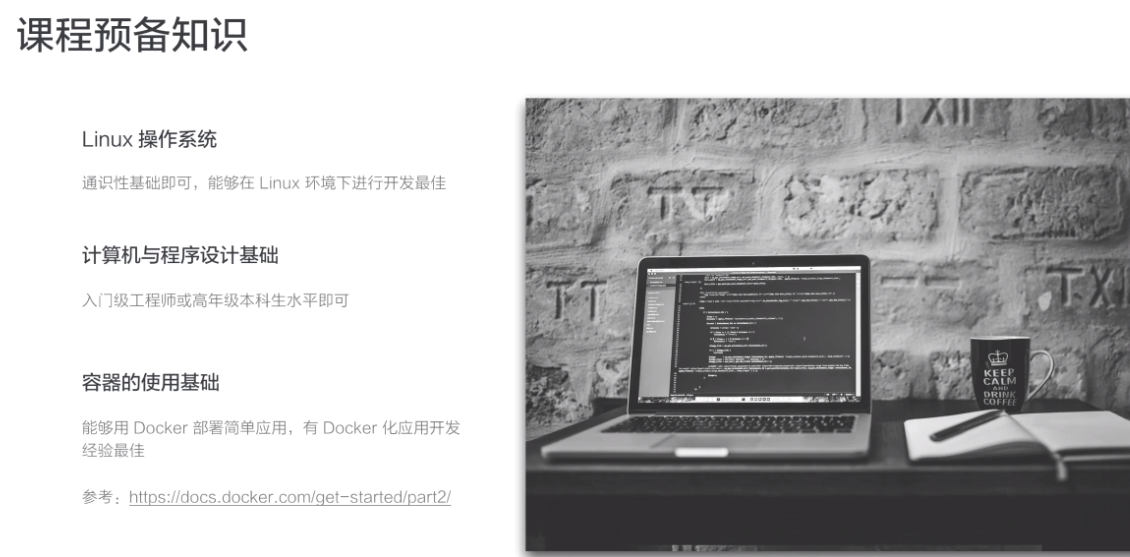 课程预备知识
Linux 操作系统
通识性基础即可，能够在 Linux 环境下进行开发最佳
计算机与程序设计基础
入门级工程师或高年级本科生水平即可
容器的使用基础
能够用 Docker 部署简单应用，有 Docker 化应用开发
经验最佳
参考：https://docs.docker.com/get-started/part2/
TXII
TV
TT
TXI
KEEP
CALM
AND
DRINK
COFFEE